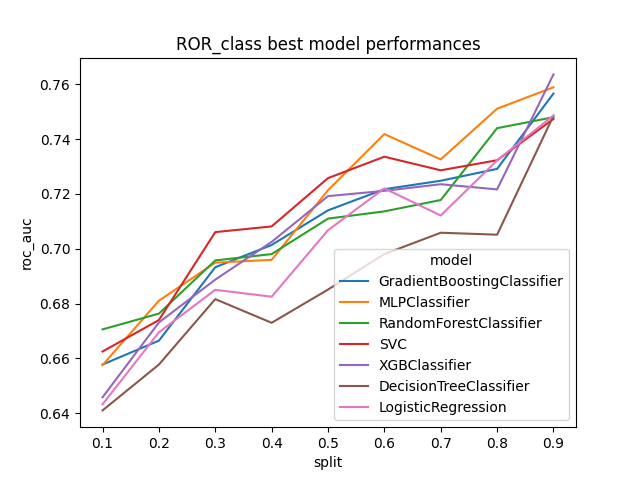 ROR_class best model performances
roc_auc
0.76
0.74
0.72
0.70
0.68
0.66
0.64
model
GradientBoostingClassifier
MLPClassifier
RandomForestClassifier
SVC
XGBClassifier
DecisionTreeClassifier
LogisticRegression
0.1 0.2 0.3 0.4 0.5 0.6 0.7 0.8 0.9
split